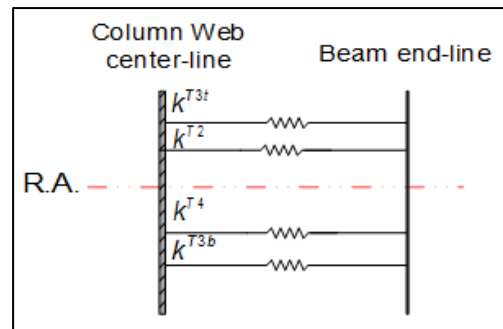 Column Web
center-line
Beam end-line
k^T3t
k^T2
R.A.
k^T4
k^T3b